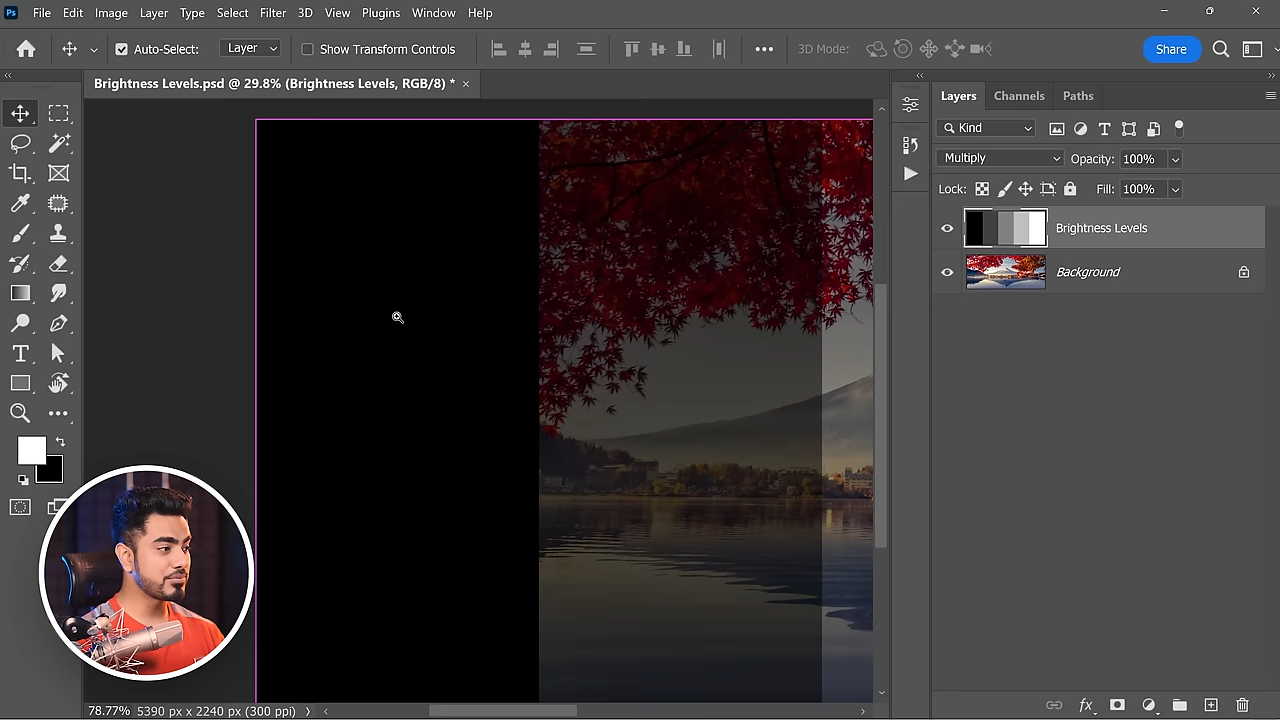 Ps File Edit Image Layer Type Select Filter 3D View Plugins Window Help
Auto-Select: Layer Show Transform Controls 3D Mode: Share
Brightness Levels.psd @ 29.8% (Brightness Levels, RGB/8) * ×
Layers Channels Paths
Kind
Multiply Opacity: 100%
Lock: Fill: 100%
Brightness Levels
Background
78.77% 5390 px x 2240 px (300 ppi)
fx